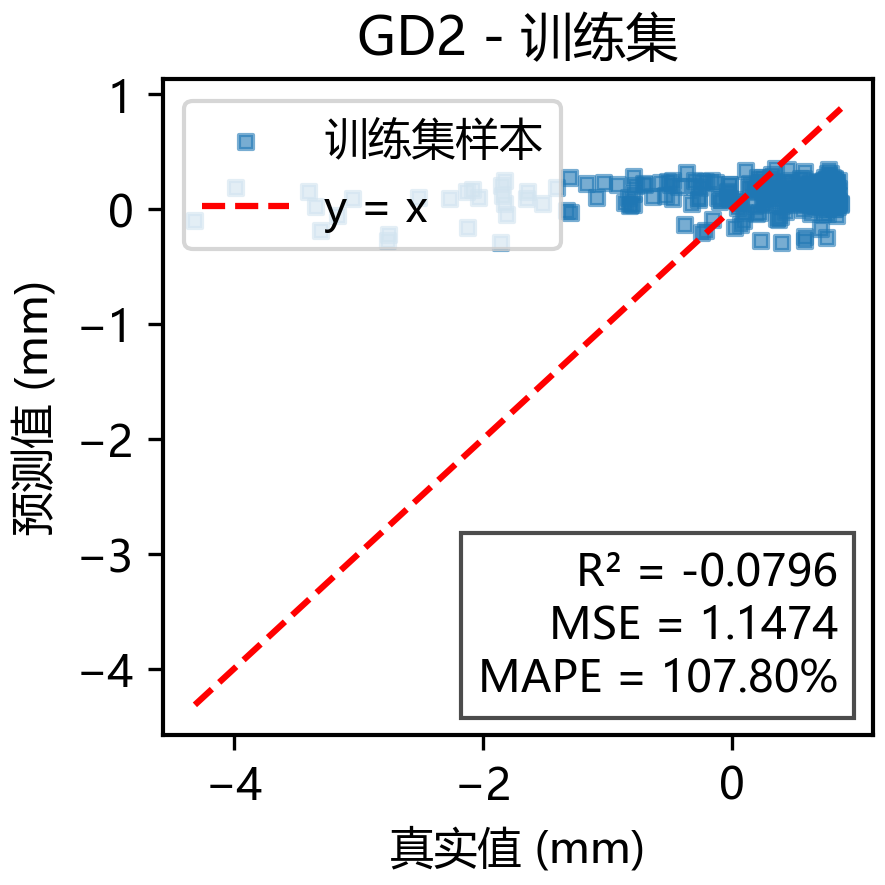 GD2 - 训练集
训练集样本
y = x
1
0
−1
−2
−3
−4
预测值 (mm)
R² = -0.0796
MSE = 1.1474
MAPE = 107.80%
−4
−2
0
真实值 (mm)